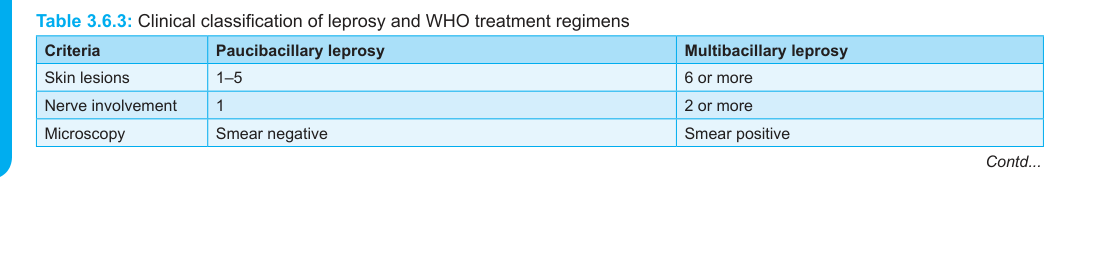 Table 3.6.3: Clinical classification of leprosy and WHO treatment regimens
Criteria Paucibacillary leprosy Multibacillary leprosy
Skin lesions 1–5 6 or more
Nerve involvement 1 2 or more
Microscopy Smear negative Smear positive
Contd...